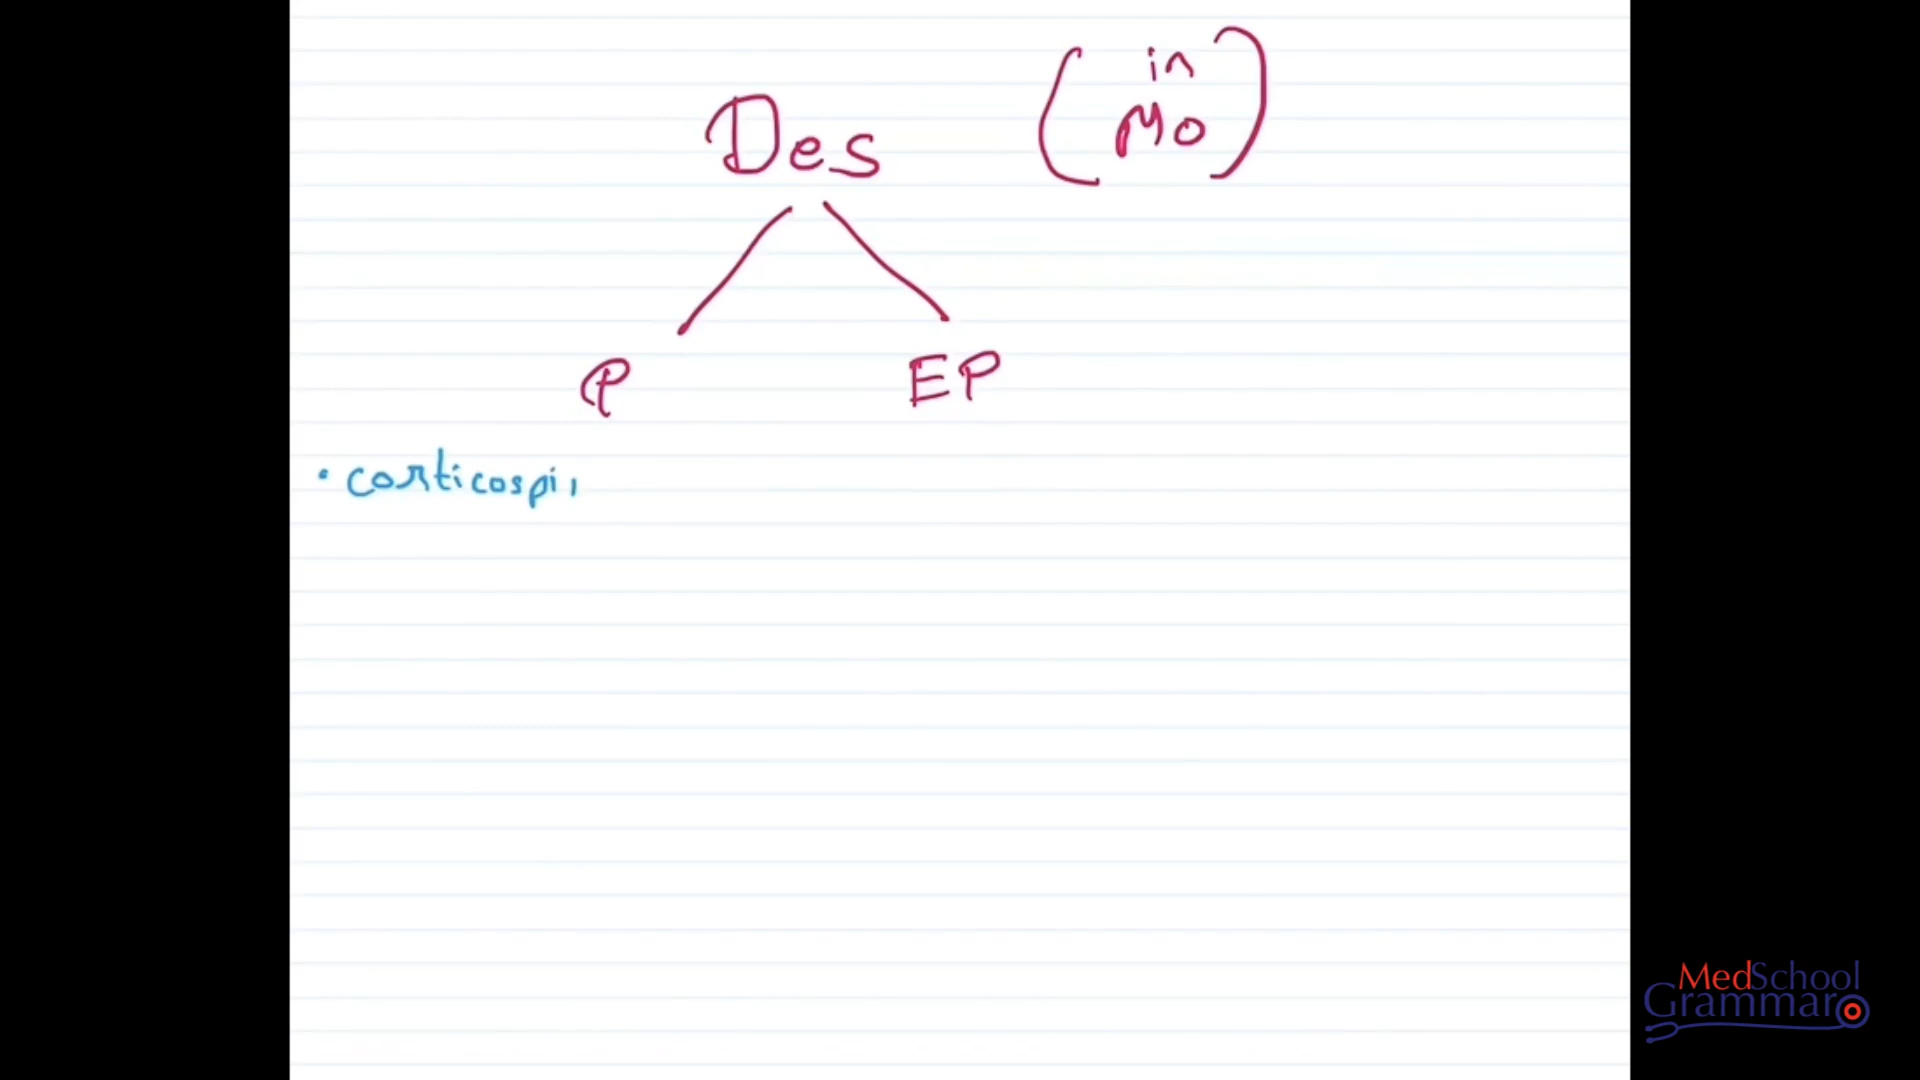 in
Des (Mo)
P EP
• corticospi
MedSchool
Grammar